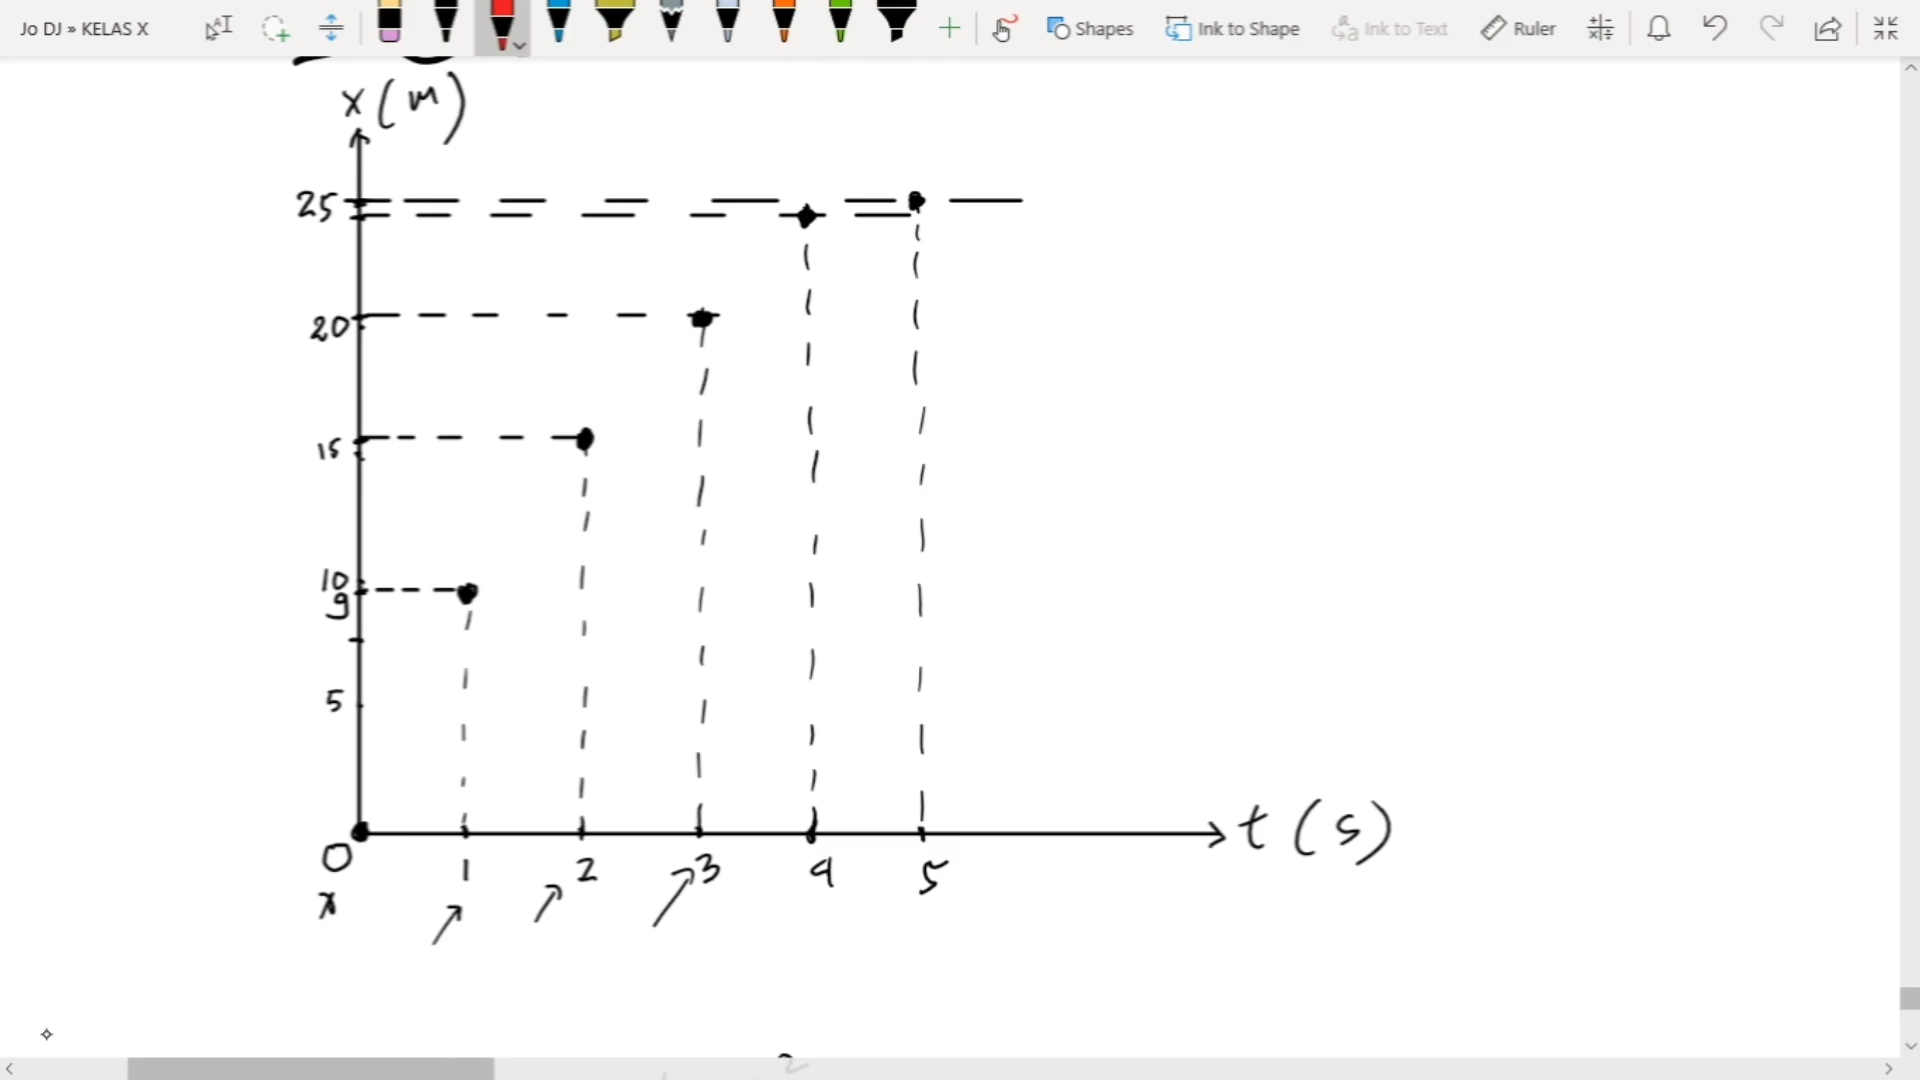 Jo DJ » KELAS X
Shapes
Ink to Shape
Ink to Text
Ruler
x (m)
25
20
15
10
9
5
0
1
2
3
4
5
t (s)
x
2